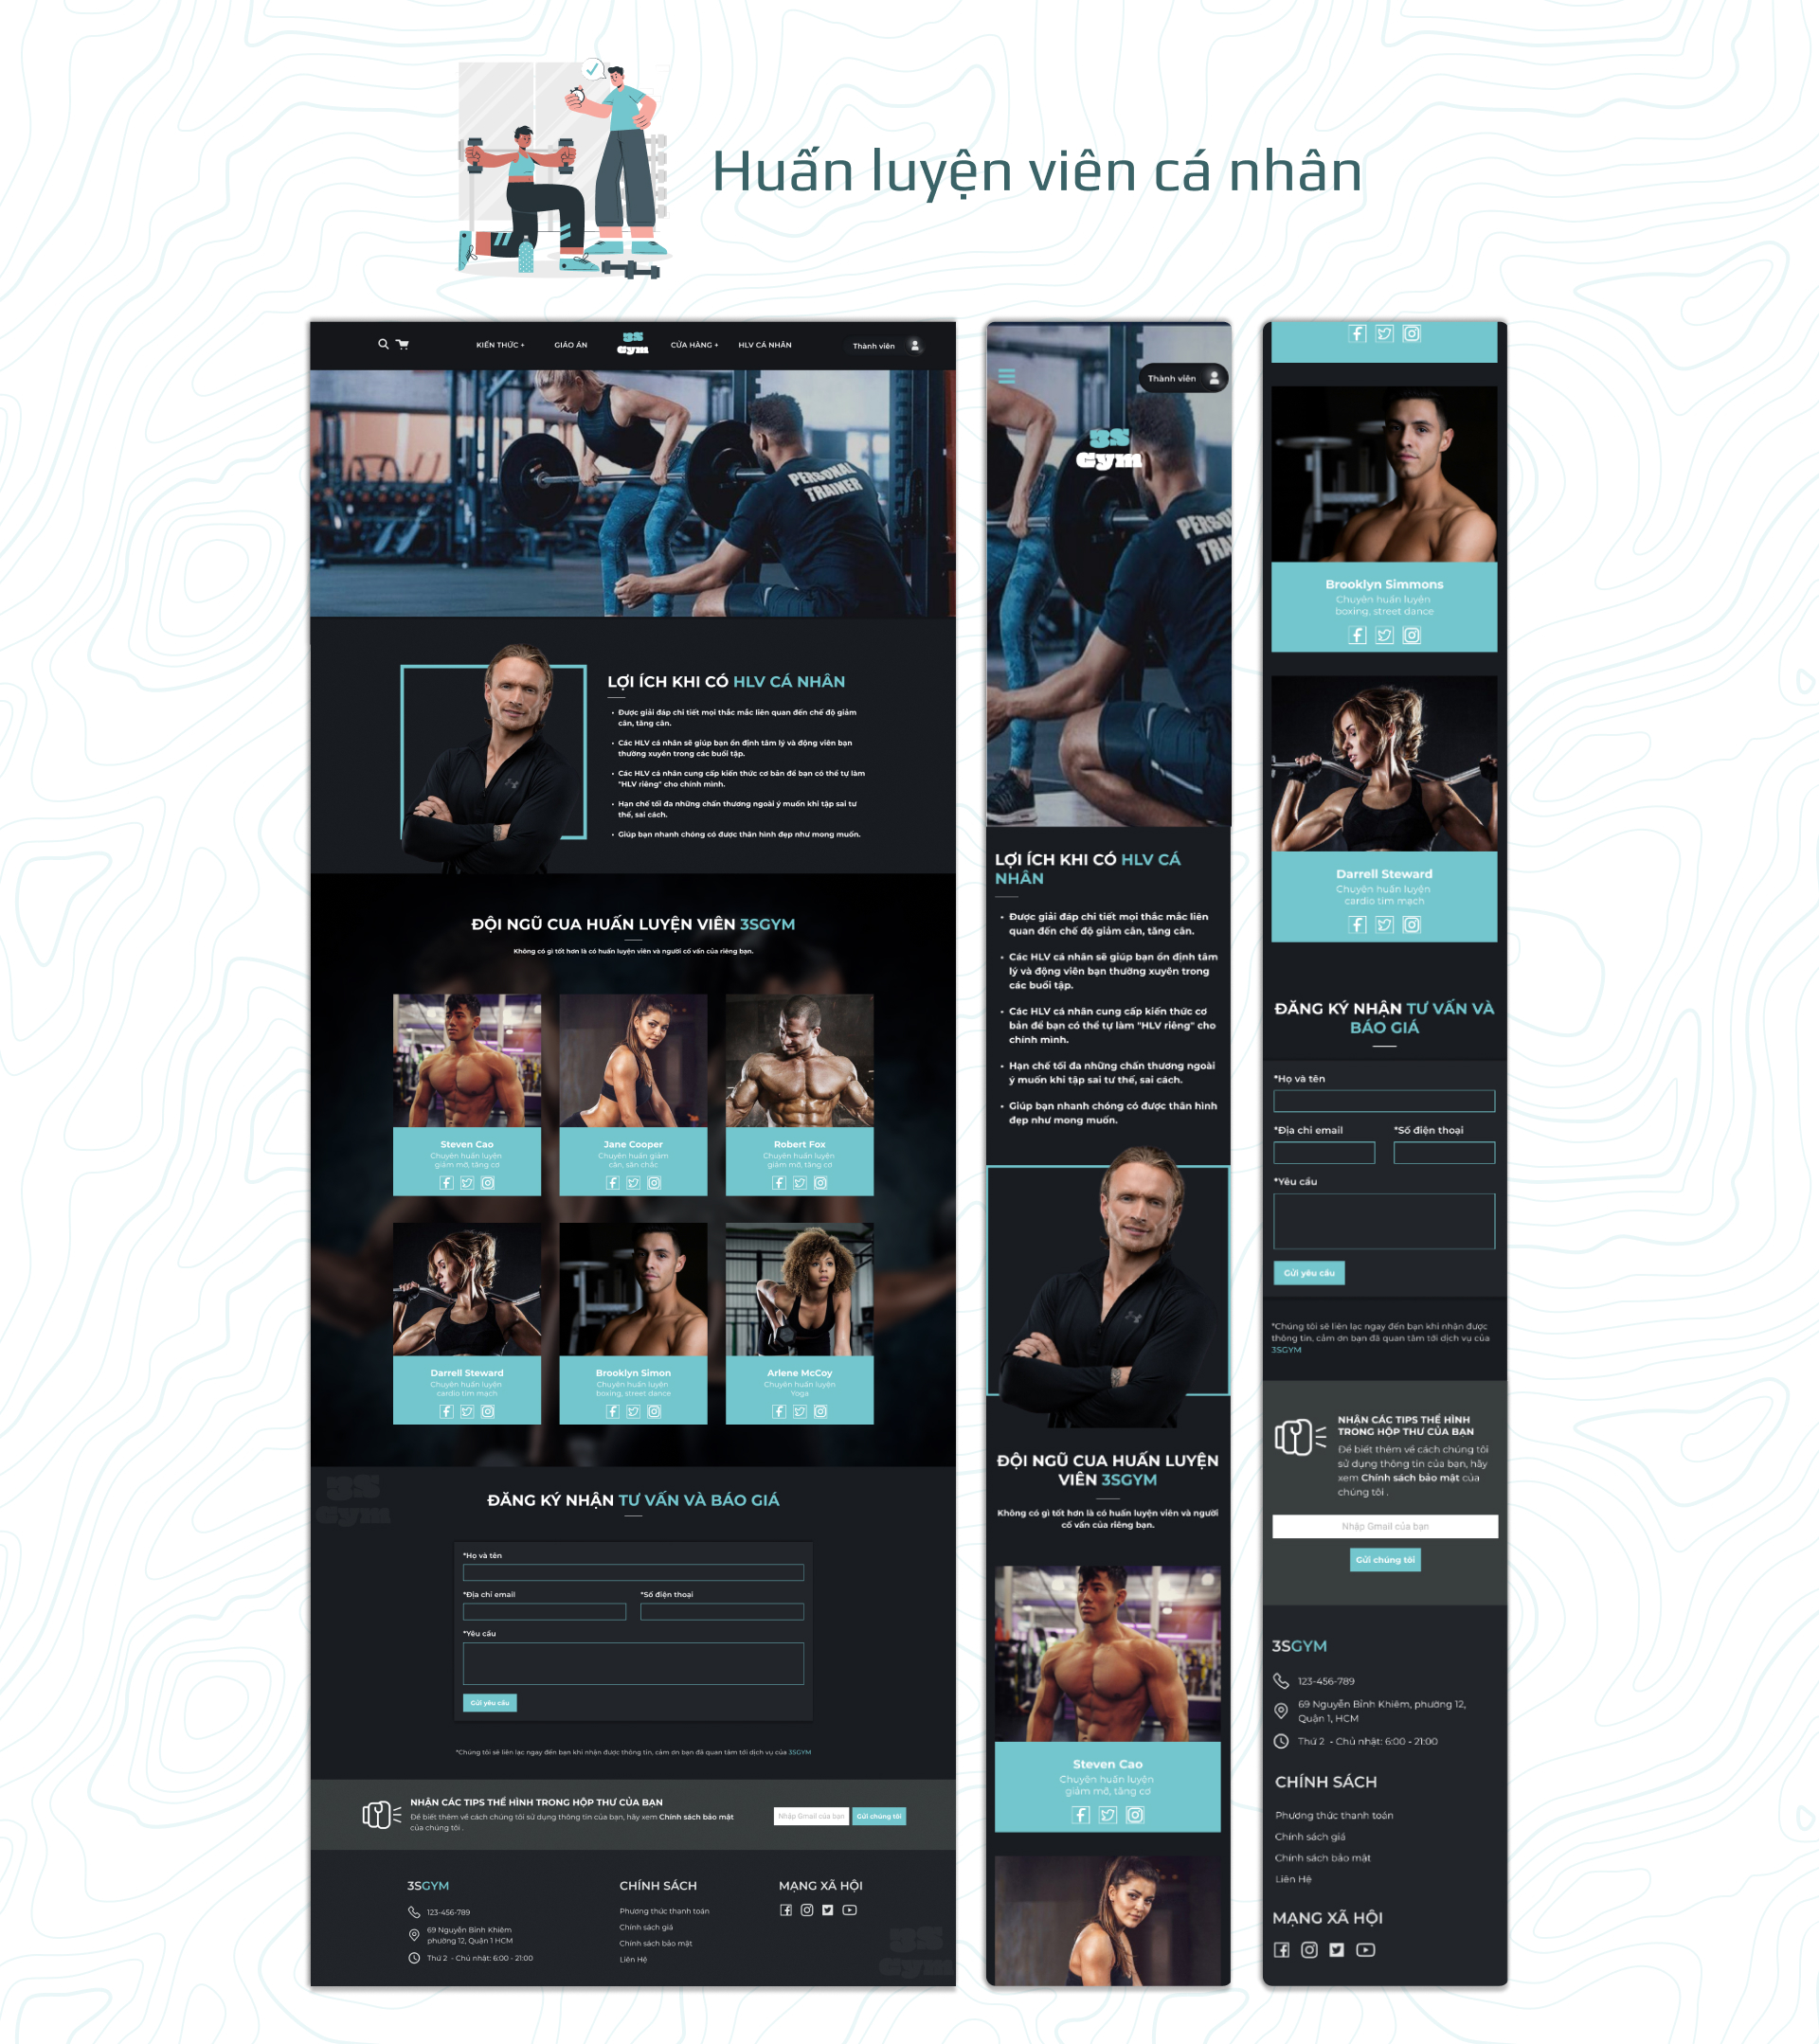 Huấn luyện viên cá nhân
KIẾN THỨC +
GIÁO ÁN
3S
Gym
CỬA HÀNG +
HLV CÁ NHÂN
Thành viên
PERSONAL
TRAINER
LỢI ÍCH KHI CÓ HLV CÁ NHÂN
• Được giải đáp chi tiết mọi thắc mắc liên quan đến chế độ giảm
cân, tăng cân.
• Các HLV cá nhân sẽ giúp bạn ổn định tâm lý và động viên bạn
thường xuyên trong các buổi tập.
• Các HLV cá nhân cung cấp kiến thức cơ bản để bạn có thể tự làm
"HLV riêng" cho chính mình.
• Hạn chế tối đa những chấn thương ngoài ý muốn khi tập sai tư
thế, sai cách.
• Giúp bạn nhanh chóng có được thân hình đẹp như mong muốn.
ĐỘI NGŨ CUA HUẤN LUYỆN VIÊN 3SGYM
Không có gì tốt hơn là có huấn luyện viên và người cố vấn của riêng bạn.
Steven Cao
Chuyên huấn luyện
giảm mỡ, tăng cơ
Jane Cooper
Chuyên huấn giảm
cân, săn chắc
Robert Fox
Chuyên huấn luyện
giảm mỡ, tăng cơ
Darrell Steward
Chuyên huấn luyện
cardio tim mạch
Brooklyn Simon
Chuyên huấn luyện
boxing, street dance
Arlene McCoy
Chuyên huấn luyện
Yoga
3S
Gym
ĐĂNG KÝ NHẬN TƯ VẤN VÀ BÁO GIÁ
*Họ và tên
*Địa chỉ email
*Số điện thoại
*Yêu cầu
Gửi yêu cầu
*Chúng tôi sẽ liên lạc ngay đến bạn khi nhận được thông tin, cảm ơn bạn đã quan tâm tới dịch vụ của 3SGYM
NHẬN CÁC TIPS THỂ HÌNH TRONG HỘP THƯ CỦA BẠN
Để biết thêm về cách chúng tôi sử dụng thông tin của bạn, hãy xem Chính sách bảo mật
của chúng tôi .
Nhập Gmail của bạn
Gửi chúng tôi
3SGYM
123-456-789
69 Nguyễn Bỉnh Khiêm
phường 12, Quận 1 HCM
Thứ 2 - Chủ nhật: 6:00 - 21:00
CHÍNH SÁCH
Phương thức thanh toán
Chính sách giá
Chính sách bảo mật
Liên Hệ
MẠNG XÃ HỘI
3S
Gym
Thành viên
3S
Gym
PERSO
TRA
LỢI ÍCH KHI CÓ HLV CÁ
NHÂN
• Được giải đáp chi tiết mọi thắc mắc liên
quan đến chế độ giảm cân, tăng cân.
• Các HLV cá nhân sẽ giúp bạn ổn định tâm
lý và động viên bạn thường xuyên trong
các buổi tập.
• Các HLV cá nhân cung cấp kiến thức cơ
bản để bạn có thể tự làm "HLV riêng" cho
chính mình.
• Hạn chế tối đa những chấn thương ngoài
ý muốn khi tập sai tư thế, sai cách.
• Giúp bạn nhanh chóng có được thân hình
đẹp như mong muốn.
ĐỘI NGŨ CUA HUẤN LUYỆN
VIÊN 3SGYM
Không có gì tốt hơn là có huấn luyện viên và người
cố vấn của riêng bạn.
Steven Cao
Chuyên huấn luyện
giảm mỡ, tăng cơ
Brooklyn Simmons
Chuyên huấn luyện
boxing, street dance
Darrell Steward
Chuyên huấn luyện
cardio tim mạch
ĐĂNG KÝ NHẬN TƯ VẤN VÀ
BÁO GIÁ
*Họ và tên
*Địa chỉ email
*Số điện thoại
*Yêu cầu
Gửi yêu cầu
*Chúng tôi sẽ liên lạc ngay đến bạn khi nhận được
thông tin, cảm ơn bạn đã quan tâm tới dịch vụ của
3SGYM
NHẬN CÁC TIPS THỂ HÌNH
TRONG HỘP THƯ CỦA BẠN
Để biết thêm về cách chúng tôi
sử dụng thông tin của bạn, hãy
xem Chính sách bảo mật của
chúng tôi .
Nhập Gmail của bạn
Gửi chúng tôi
3SGYM
123-456-789
69 Nguyễn Bỉnh Khiêm, phường 12,
Quận 1, HCM
Thứ 2 - Chủ nhật: 6:00 - 21:00
CHÍNH SÁCH
Phương thức thanh toán
Chính sách giá
Chính sách bảo mật
Liên Hệ
MẠNG XÃ HỘI